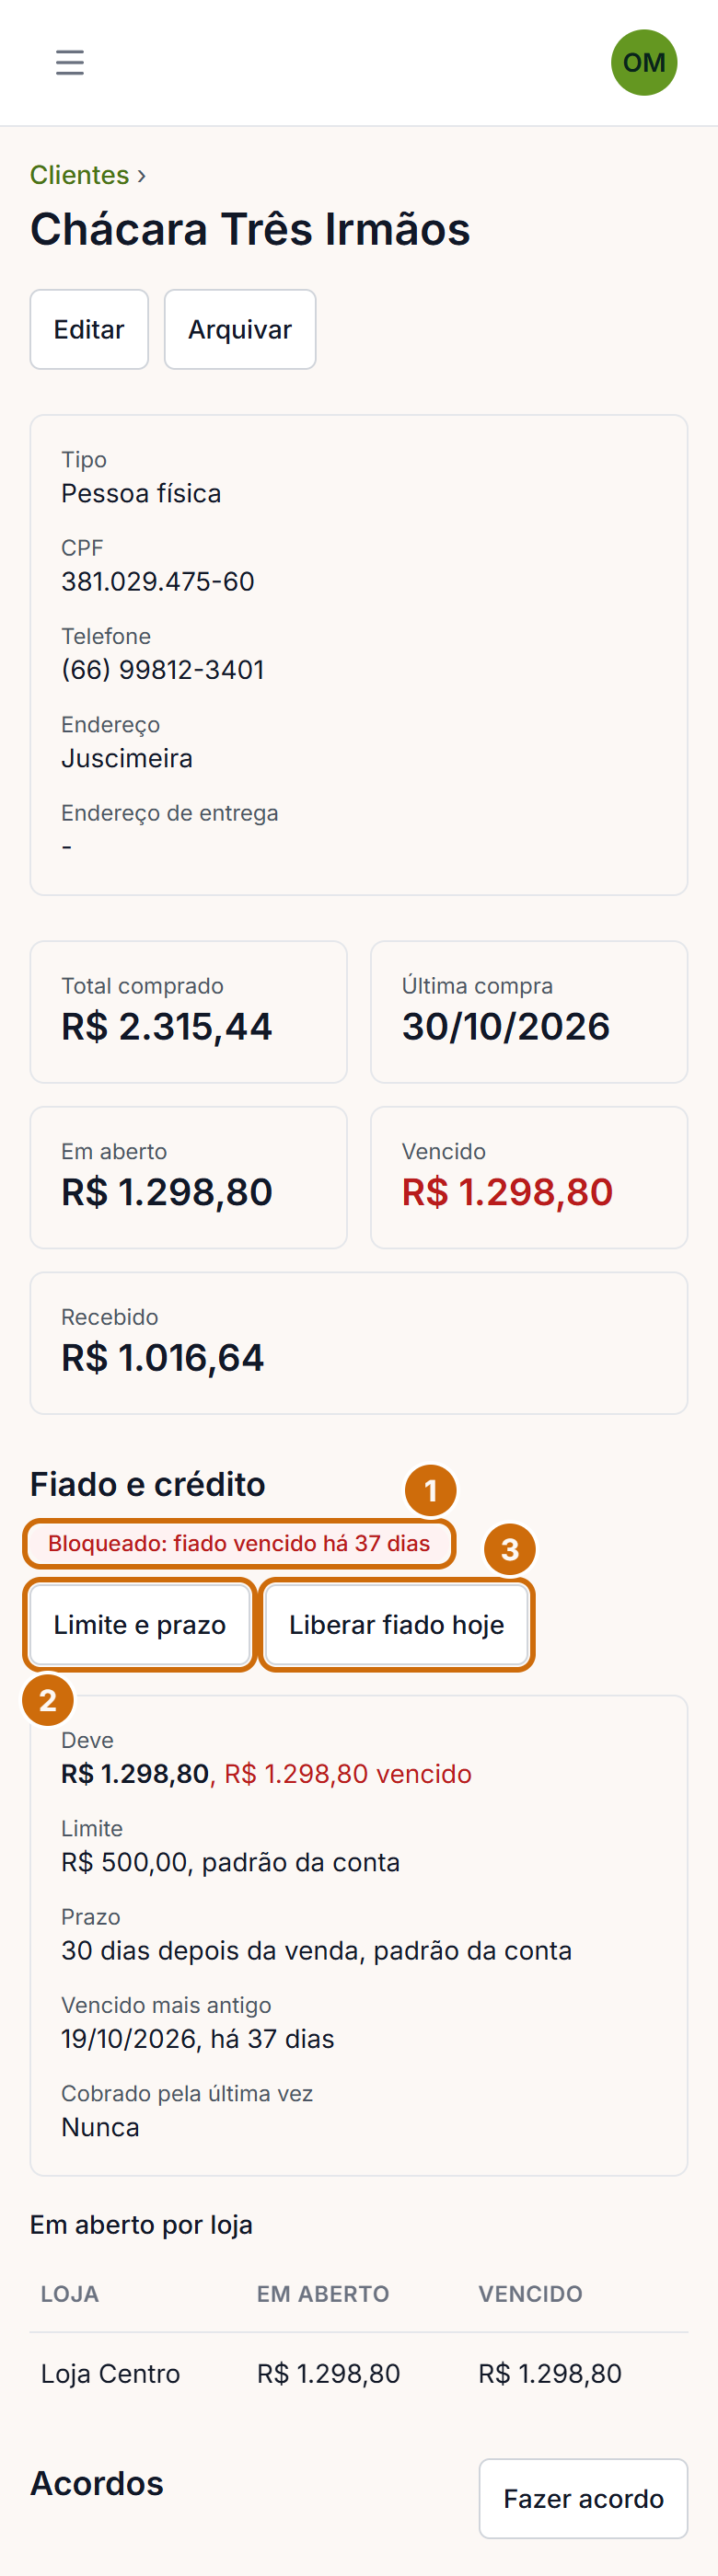 OM
Clientes ›
Chácara Três Irmãos
Editar
Arquivar
Tipo
Pessoa física
CPF
381.029.475-60
Telefone
(66) 99812-3401
Endereço
Juscimeira
Endereço de entrega
-
Total comprado
R$ 2.315,44
Última compra
30/10/2026
Em aberto
R$ 1.298,80
Vencido
R$ 1.298,80
Recebido
R$ 1.016,64
Fiado e crédito
1
Bloqueado: fiado vencido há 37 dias
3
Limite e prazo
Liberar fiado hoje
2
Deve
R$ 1.298,80, R$ 1.298,80 vencido
Limite
R$ 500,00, padrão da conta
Prazo
30 dias depois da venda, padrão da conta
Vencido mais antigo
19/10/2026, há 37 dias
Cobrado pela última vez
Nunca
Em aberto por loja
LOJA EM ABERTO VENCIDO
Loja Centro R$ 1.298,80 R$ 1.298,80
Acordos
Fazer acordo